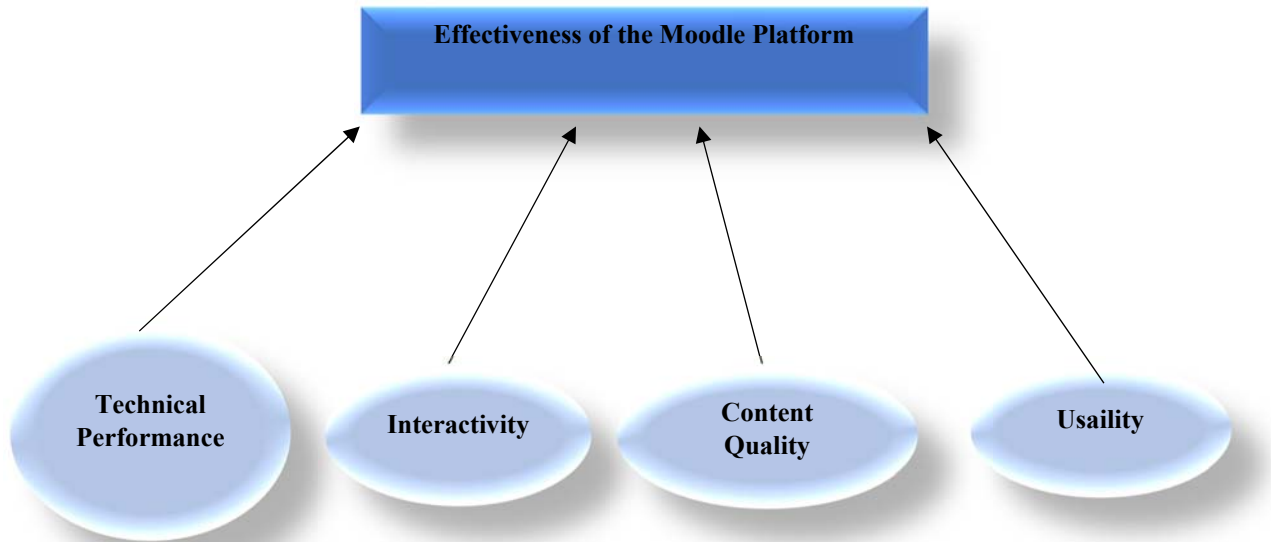 Effectiveness of the Moodle Platform
Technical
Performance
Interactivity
Content
Quality
Usaility